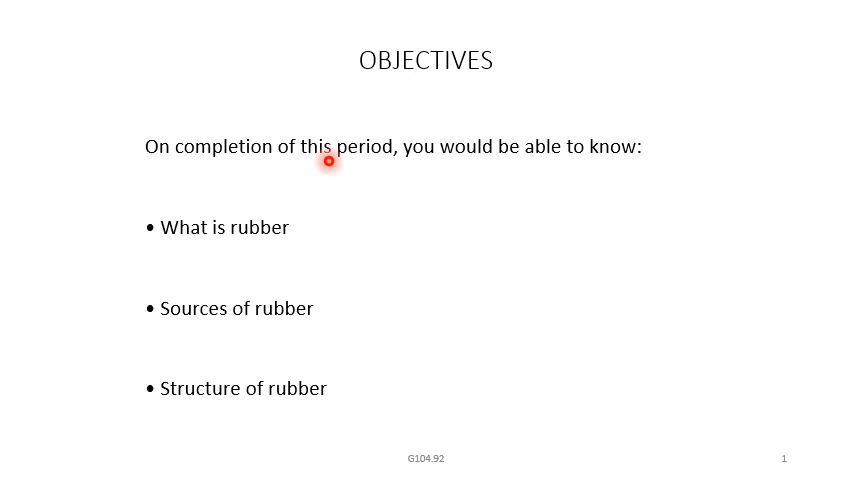 OBJECTIVES
On completion of this period, you would be able to know:
• What is rubber
• Sources of rubber
• Structure of rubber
G104.92
1